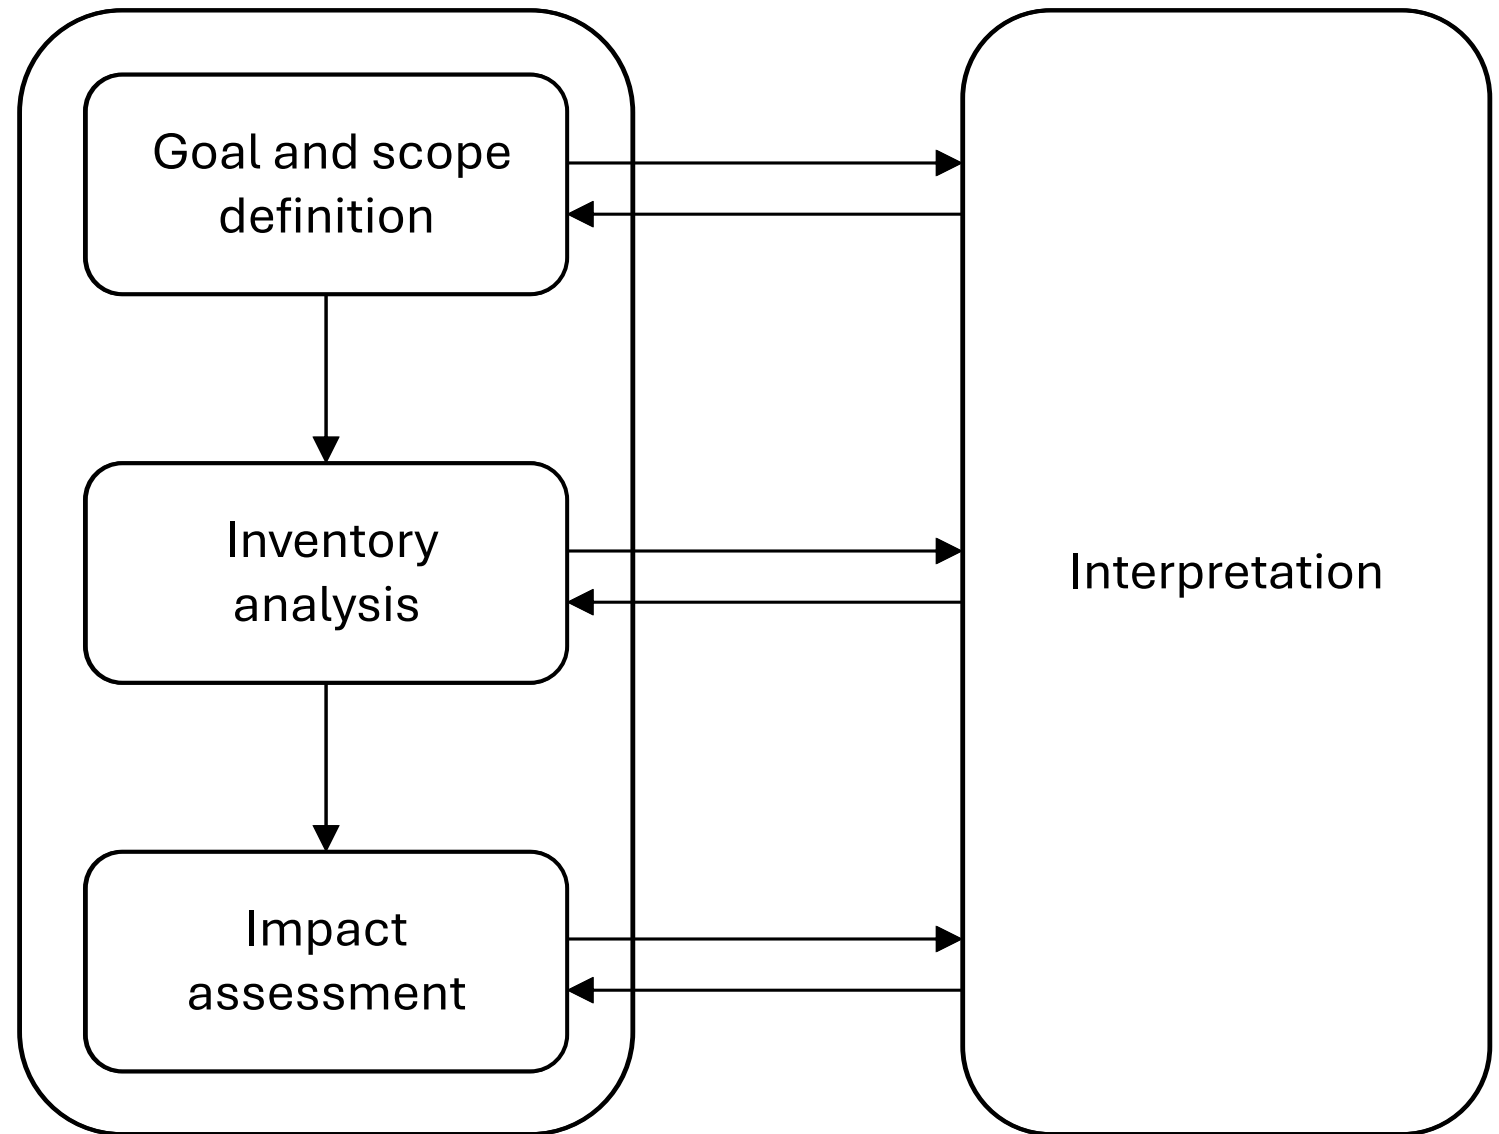 Goal and scope
definition
Inventory
analysis
Interpretation
Impact
assessment